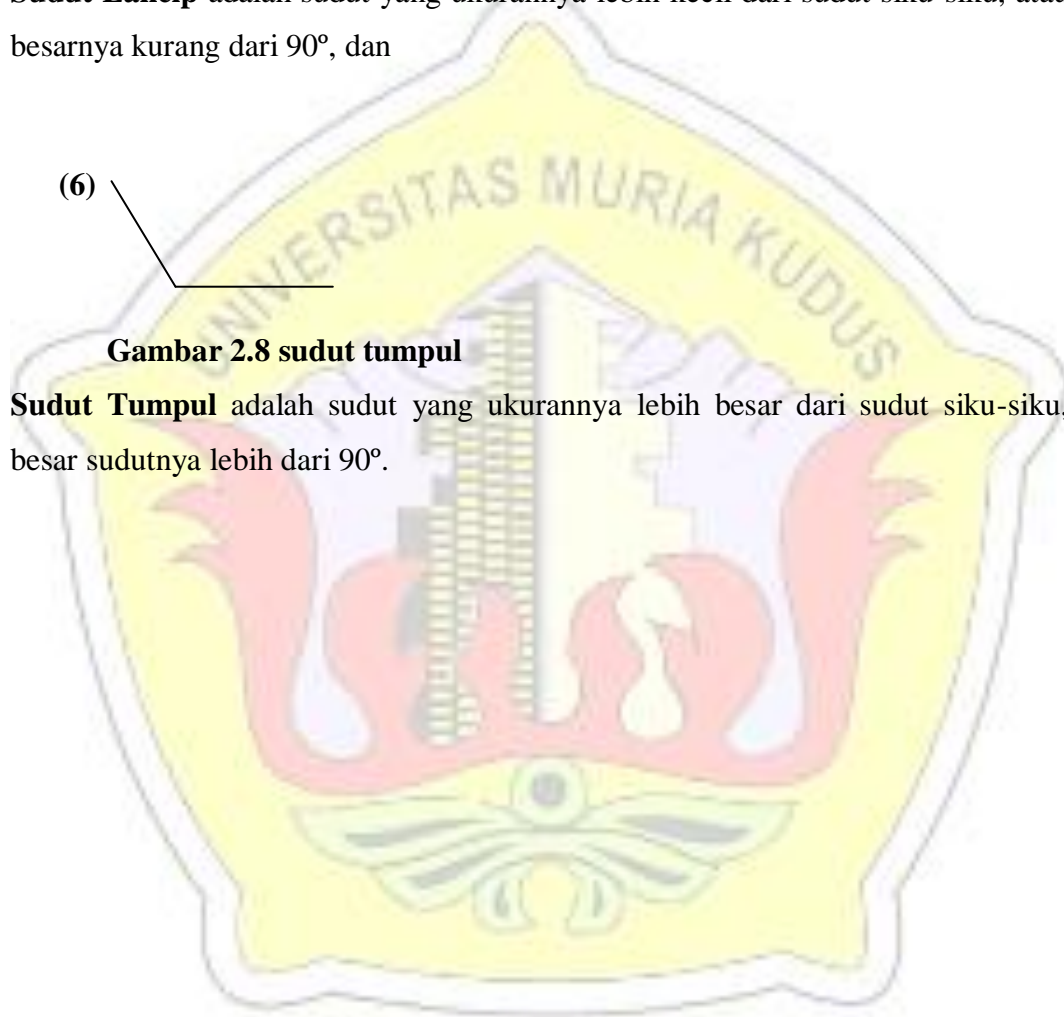 besarnya kurang dari 90º, dan
(6)
UNIVERSITAS MURIA KUDUS
Gambar 2.8 sudut tumpul
Sudut Tumpul adalah sudut yang ukurannya lebih besar dari sudut siku-siku,
besar sudutnya lebih dari 90º.